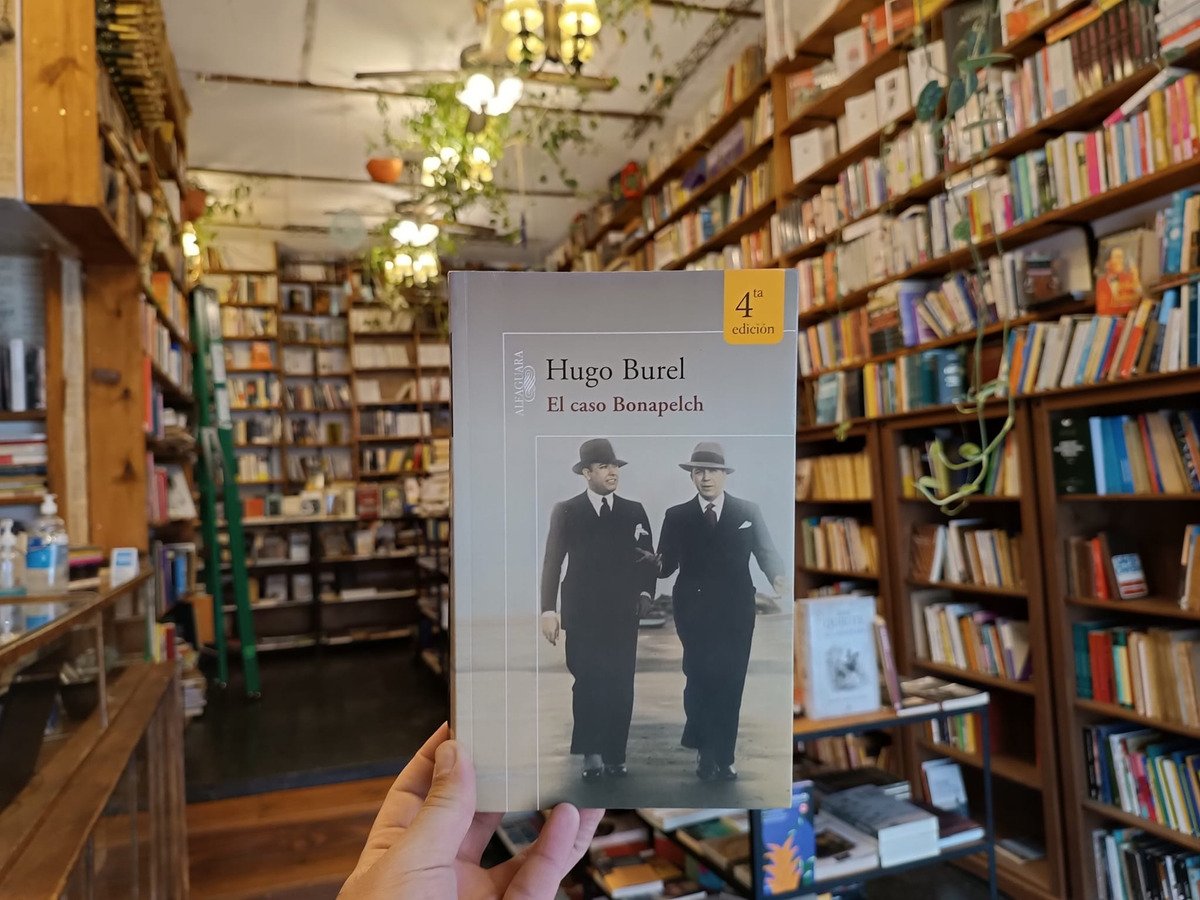 4ta
edición
ALFAGUARA
Hugo Burel
El caso Bonapelch